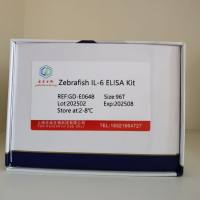 Zebrafish IL-6 ELISA Kit
REF:GD-E0648 Size:96T
Lot:202502 Exp:202508
Store at:2-8℃